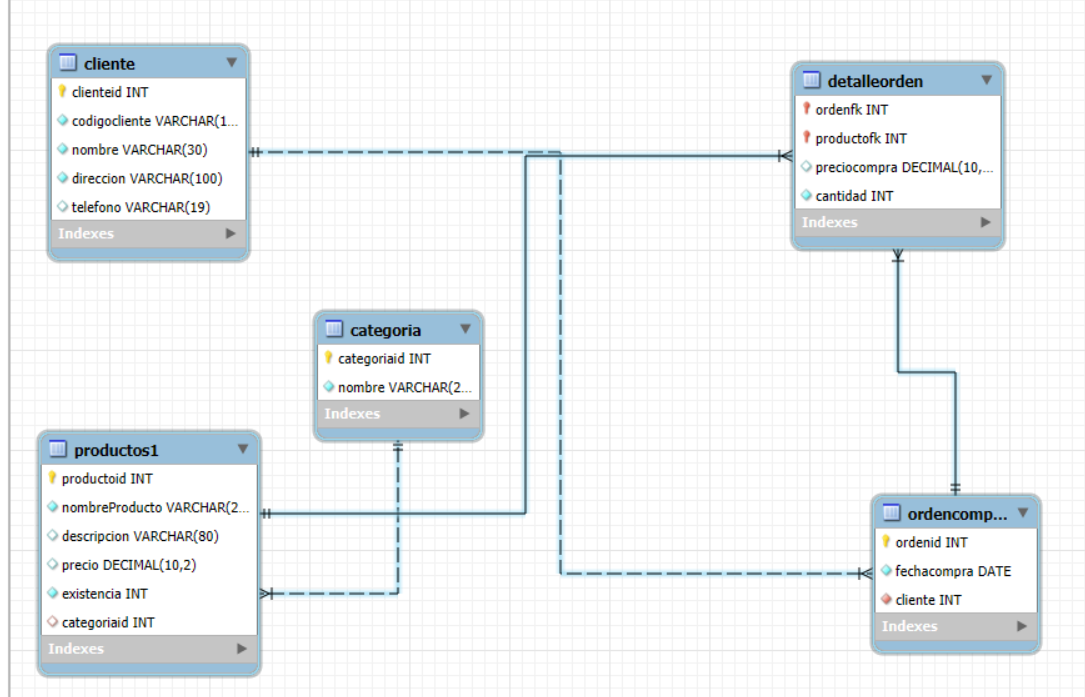 cliente
clienteid INT
codigocliente VARCHAR(1...
nombre VARCHAR(30)
direccion VARCHAR(100)
telefono VARCHAR(19)
Indexes
detalleorden
ordenfk INT
productofk INT
preciocompra DECIMAL(10,...
cantidad INT
Indexes
categoria
categoriaid INT
nombre VARCHAR(2...
Indexes
productos1
productoid INT
nombreProducto VARCHAR(2...
descripcion VARCHAR(80)
precio DECIMAL(10,2)
existencia INT
categoriaid INT
Indexes
ordencomp...
ordenid INT
fechacompra DATE
cliente INT
Indexes